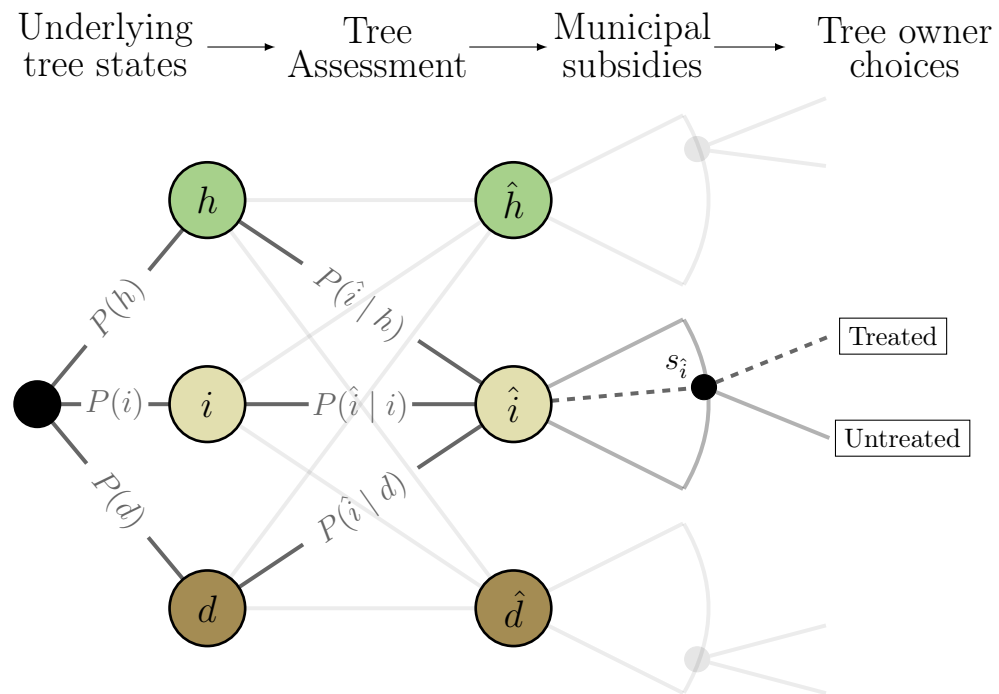 Underlying
tree states
Tree
Assessment
Municipal
subsidies
Tree owner
choices
h
ĥ
P(h)
P(î | h)
s_î
Treated
P(i)
i
P(î | i)
î
Untreated
P(d)
P(î | d)
d
d̂